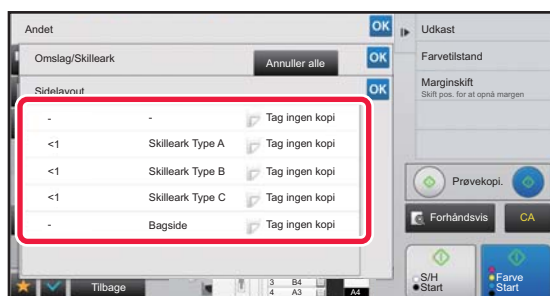 Andet
OK
Omslag/Skilleark
Annuller alle
OK
Sidelayout
OK
- - Tag ingen kopi
<1 Skilleark Type A Tag ingen kopi
<1 Skilleark Type B Tag ingen kopi
<1 Skilleark Type C Tag ingen kopi
- Bagside Tag ingen kopi
Tilbage
3 B4
4 A3
A4
Udkast
Farvetilstand
Marginskift
Skift pos. for at opnå margen
Prøvekopi.
Forhåndsvis
CA
S/H
Start
Farve
Start